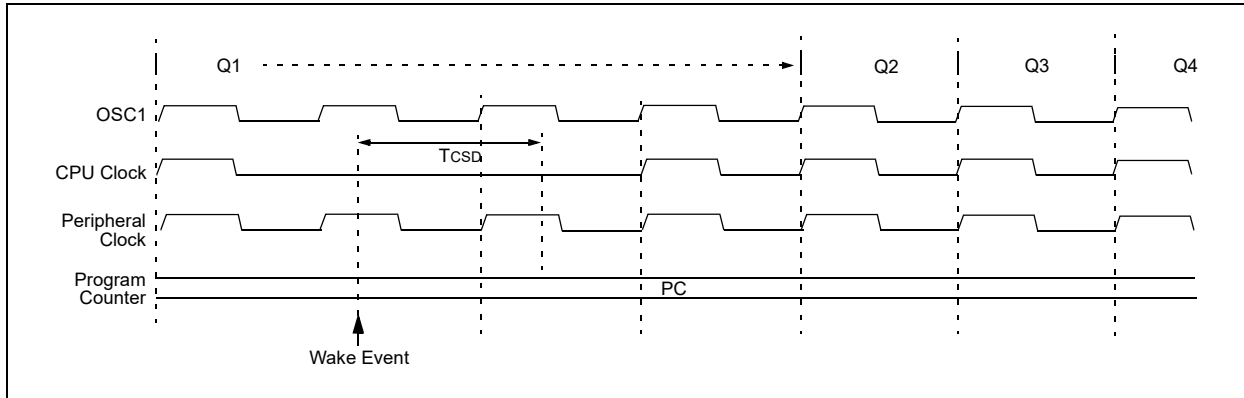 Q1
Q2
Q3
Q4
OSC1
TCSD
CPU Clock
Peripheral
Clock
Program
Counter
PC
Wake Event